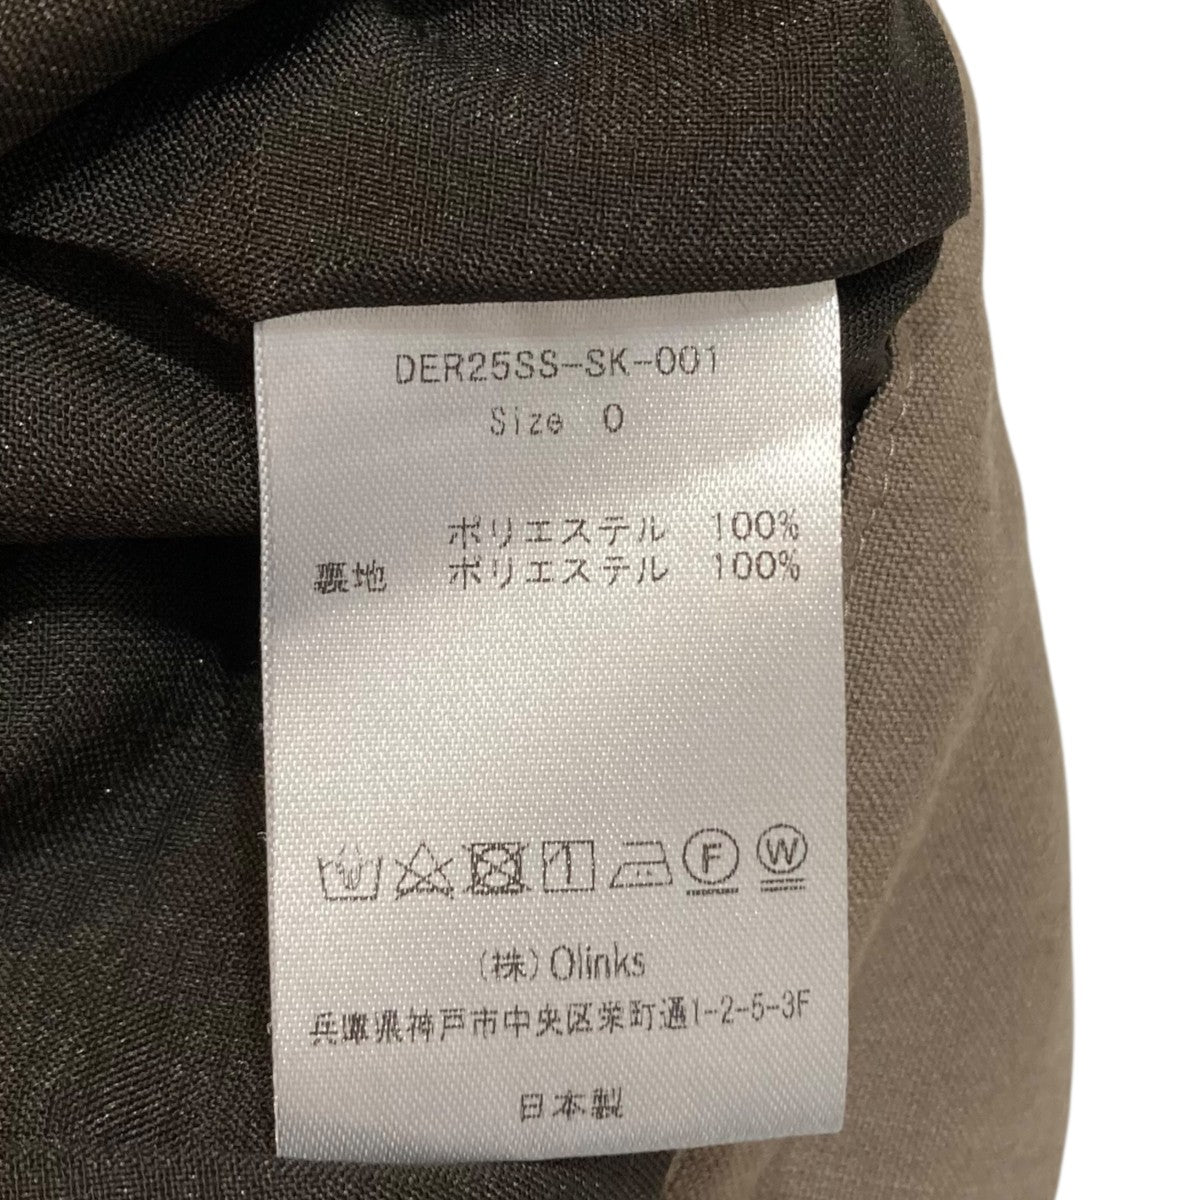 DER25SS-SK-001
Size 0
ポリエステル 100%
裏地 ポリエステル 100%
1 F W
(株)Olinks
兵庫県神戸市中央区栄町通1-2-5-3F
日本製